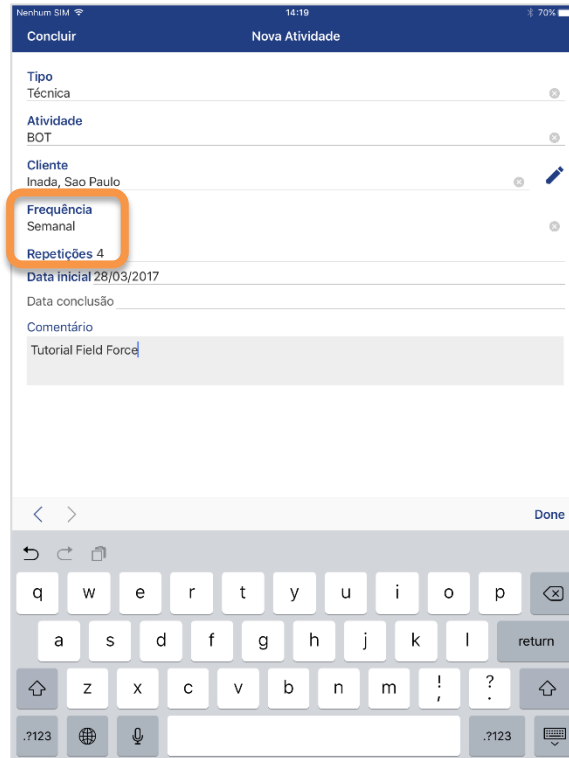 Nenhum SIM 14:19 70%
Concluir Nova Atividade
Tipo
Técnica
Atividade
BOT
Cliente
Inada, Sao Paulo
Frequência
Semanal
Repetições 4
Data inicial 28/03/2017
Data conclusão
Comentário
Tutorial Field Force
Done
q w e r t y u i o p
a s d f g h j k l return
z x c v b n m ! , ? .
.?123 .?123